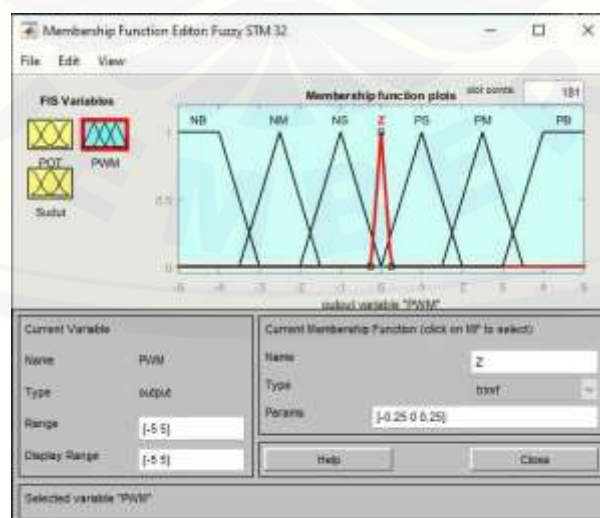 Membership Function Editor: Fuzzy STM 32
File Edit View
FIS Variables
POT PWM
Sudut
Membership function plots
plot points: 181
NB NM NS Z PS PM PB
1
0.5
0
-5 -4 -3 -2 -1 0 1 2 3 4 5
output variable "PWM"
Current Variable
Name PWM
Type output
Range [-5 5]
Display Range [-5 5]
Current Membership Function (click on MF to select)
Name Z
Type trimf
Params [-0.25 0 0.25]
Help Close
Selected variable "PWM"